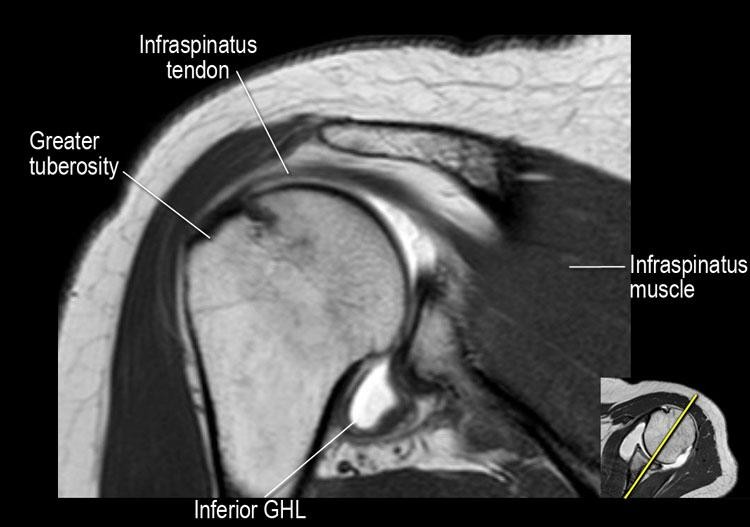 Infraspinatus
tendon
Greater
tuberosity
Infraspinatus
muscle
Inferior GHL